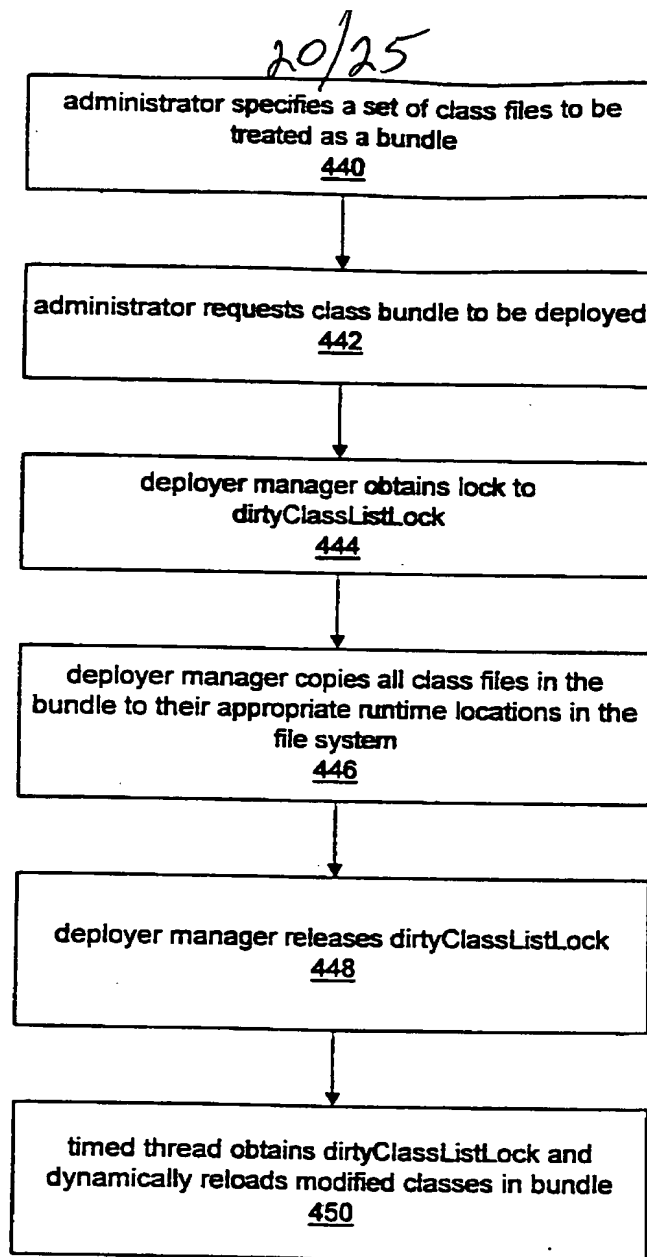 20/25
administrator specifies a set of class files to be
treated as a bundle
440
administrator requests class bundle to be deployed
442
deployer manager obtains lock to
dirtyClassListLock
444
deployer manager copies all class files in the
bundle to their appropriate runtime locations in the
file system
446
deployer manager releases dirtyClassListLock
448
timed thread obtains dirtyClassListLock and
dynamically reloads modified classes in bundle
450